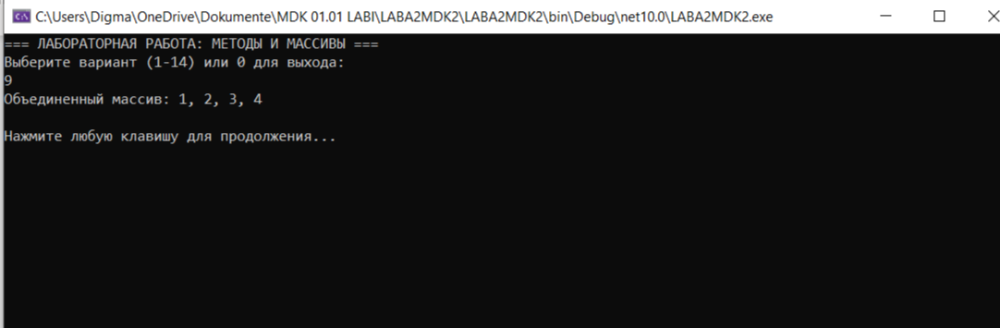 C:\Users\Digma\OneDrive\Dokumente\MDK 01.01 LABI\LABA2MDK2\LABA2MDK2\bin\Debug\net10.0\LABA2MDK2.exe
=== ЛАБОРАТОРНАЯ РАБОТА: МЕТОДЫ И МАССИВЫ ===
Выберите вариант (1-14) или 0 для выхода:
9
Объединенный массив: 1, 2, 3, 4
Нажмите любую клавишу для продолжения...